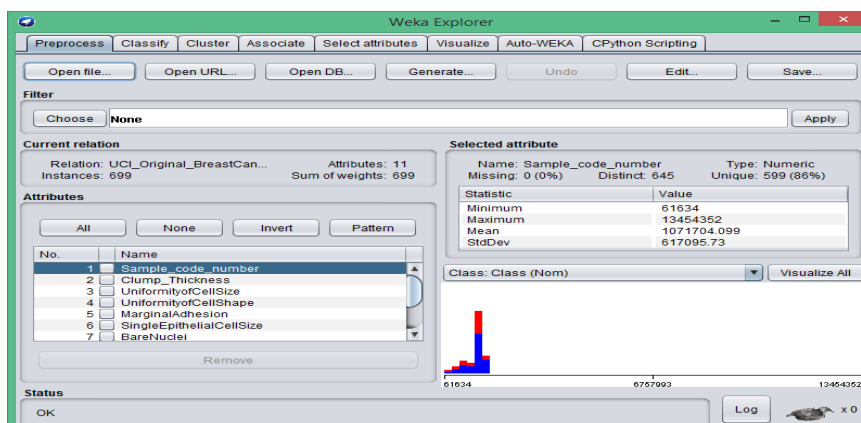 Weka Explorer
Preprocess Classify Cluster Associate Select attributes Visualize Auto-WEKA CPython Scripting
Open file... Open URL... Open DB... Generate... Undo Edit... Save...
Filter
Choose None Apply
Current relation
Relation: UCI_Original_BreastCan... Attributes: 11
Instances: 699 Sum of weights: 699
Attributes
All None Invert Pattern
No. Name
1 Sample_code_number
2 Clump_Thickness
3 UniformityofCellSize
4 UniformityofCellShape
5 MarginalAdhesion
6 SingleEpithelialCellSize
7 BareNuclei
Remove
Selected attribute
Name: Sample_code_number Type: Numeric
Missing: 0 (0%) Distinct: 645 Unique: 599 (86%)
Statistic Value
Minimum 61634
Maximum 13454352
Mean 1071704.099
StdDev 617095.73
Class: Class (Nom) Visualize All
61634 6757993 13454352
Status
OK Log x 0